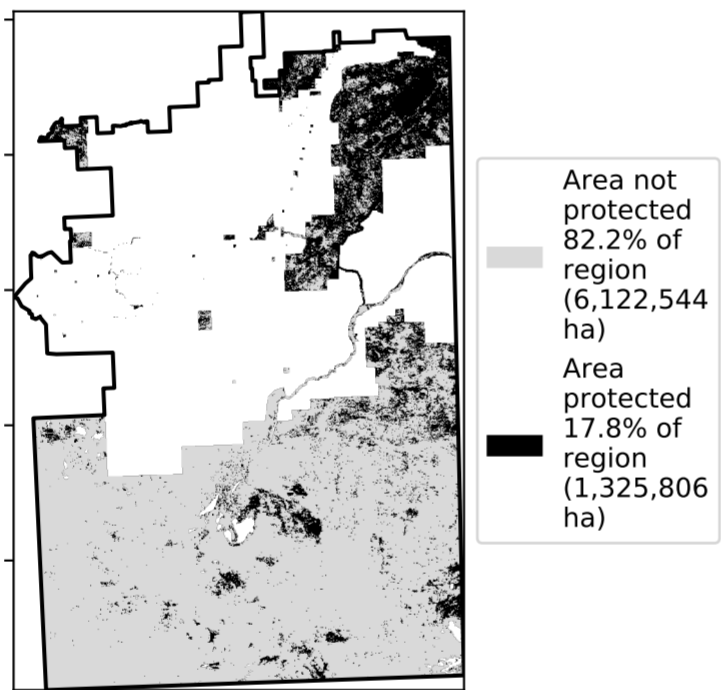 Area not
protected
82.2% of
region
(6,122,544
ha)
Area
protected
17.8% of
region
(1,325,806
ha)